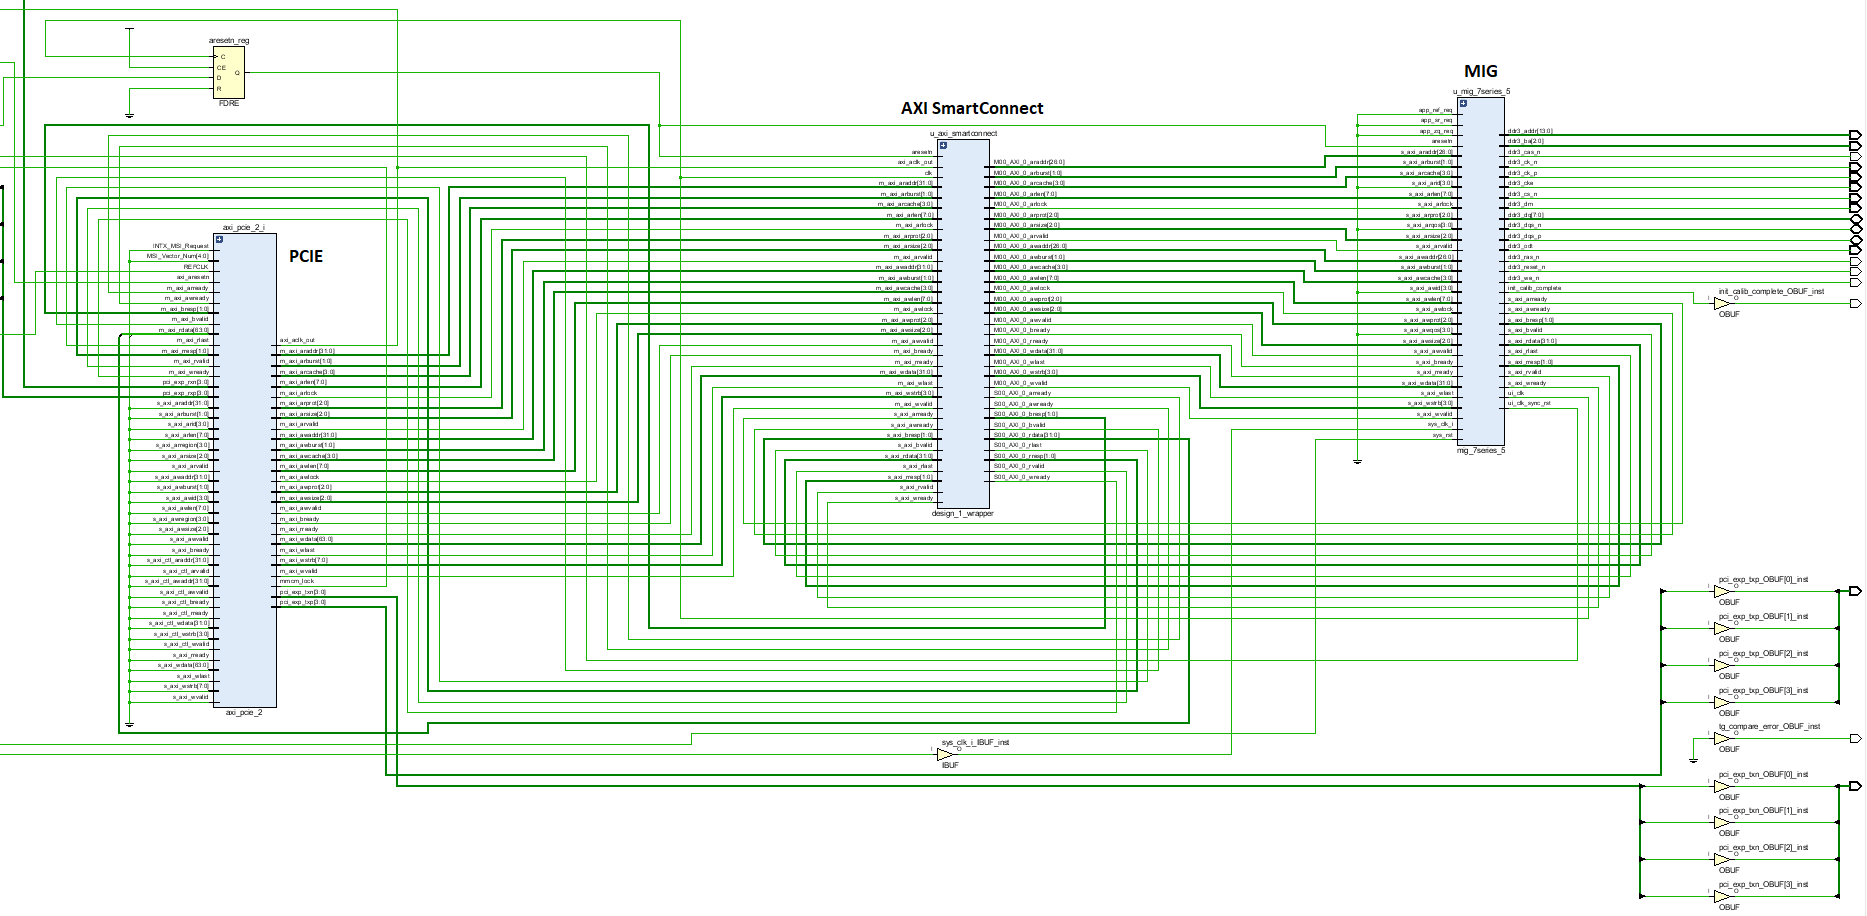 aresetn_reg
C
CE
D
R
Q
FDRE
PCIE
axi_pcie_2_i
INTX_MSI_Request
MSI_Vector_Num[4:0]
REFCLK
axi_aresetn
m_axi_arready
m_axi_awready
m_axi_bresp[1:0]
m_axi_bvalid
m_axi_rdata[63:0]
m_axi_rlast
m_axi_rresp[1:0]
m_axi_rvalid
m_axi_wready
pci_exp_rxn[3:0]
pci_exp_rxp[3:0]
s_axi_araddr[31:0]
s_axi_arburst[1:0]
s_axi_arid[3:0]
s_axi_arlen[7:0]
s_axi_arregion[3:0]
s_axi_arsize[2:0]
s_axi_arvalid
s_axi_awaddr[31:0]
s_axi_awburst[1:0]
s_axi_awid[3:0]
s_axi_awlen[7:0]
s_axi_awregion[3:0]
s_axi_awsize[2:0]
s_axi_awvalid
s_axi_bready
s_axi_ctl_araddr[31:0]
s_axi_ctl_arvalid
s_axi_ctl_awaddr[31:0]
s_axi_ctl_awvalid
s_axi_ctl_bready
s_axi_ctl_rready
s_axi_ctl_wdata[31:0]
s_axi_ctl_wstrb[3:0]
s_axi_ctl_wvalid
s_axi_rready
s_axi_wdata[63:0]
s_axi_wlast
s_axi_wstrb[7:0]
s_axi_wvalid
axi_aclk_out
m_axi_araddr[31:0]
m_axi_arburst[1:0]
m_axi_arcache[3:0]
m_axi_arlen[7:0]
m_axi_arlock
m_axi_arprot[2:0]
m_axi_arsize[2:0]
m_axi_arvalid
m_axi_awaddr[31:0]
m_axi_awburst[1:0]
m_axi_awcache[3:0]
m_axi_awlen[7:0]
m_axi_awlock
m_axi_awprot[2:0]
m_axi_awsize[2:0]
m_axi_awvalid
m_axi_bready
m_axi_rready
m_axi_wdata[63:0]
m_axi_wlast
m_axi_wstrb[7:0]
m_axi_wvalid
mmcm_lock
pci_exp_txn[3:0]
pci_exp_txp[3:0]
axi_pcie_2
AXI SmartConnect
u_axi_smartconnect
aresetn
axi_aclk_out
clk
m_axi_araddr[31:0]
m_axi_arburst[1:0]
m_axi_arcache[3:0]
m_axi_arlen[7:0]
m_axi_arlock
m_axi_arprot[2:0]
m_axi_arsize[2:0]
m_axi_arvalid
m_axi_awaddr[31:0]
m_axi_awburst[1:0]
m_axi_awcache[3:0]
m_axi_awlen[7:0]
m_axi_awlock
m_axi_awprot[2:0]
m_axi_awsize[2:0]
m_axi_awvalid
m_axi_bready
m_axi_rready
m_axi_wdata[31:0]
m_axi_wlast
m_axi_wstrb[3:0]
m_axi_wvalid
s_axi_arready
s_axi_awready
s_axi_bresp[1:0]
s_axi_bvalid
s_axi_rdata[31:0]
s_axi_rlast
s_axi_rresp[1:0]
s_axi_rvalid
s_axi_wready
M00_AXI_0_araddr[26:0]
M00_AXI_0_arburst[1:0]
M00_AXI_0_arcache[3:0]
M00_AXI_0_arlen[7:0]
M00_AXI_0_arlock
M00_AXI_0_arprot[2:0]
M00_AXI_0_arsize[2:0]
M00_AXI_0_arvalid
M00_AXI_0_awaddr[26:0]
M00_AXI_0_awburst[1:0]
M00_AXI_0_awcache[3:0]
M00_AXI_0_awlen[7:0]
M00_AXI_0_awlock
M00_AXI_0_awprot[2:0]
M00_AXI_0_awsize[2:0]
M00_AXI_0_awvalid
M00_AXI_0_bready
M00_AXI_0_rready
M00_AXI_0_wdata[31:0]
M00_AXI_0_wlast
M00_AXI_0_wstrb[3:0]
M00_AXI_0_wvalid
S00_AXI_0_arready
S00_AXI_0_awready
S00_AXI_0_bresp[1:0]
S00_AXI_0_bvalid
S00_AXI_0_rdata[31:0]
S00_AXI_0_rlast
S00_AXI_0_rresp[1:0]
S00_AXI_0_rvalid
S00_AXI_0_wready
design_1_wrapper
MIG
u_mig_7series_5
app_ref_req
app_sr_req
app_zq_req
aresetn
s_axi_araddr[26:0]
s_axi_arburst[1:0]
s_axi_arcache[3:0]
s_axi_arid[3:0]
s_axi_arlen[7:0]
s_axi_arlock
s_axi_arprot[2:0]
s_axi_arqos[3:0]
s_axi_arsize[2:0]
s_axi_arvalid
s_axi_awaddr[26:0]
s_axi_awburst[1:0]
s_axi_awcache[3:0]
s_axi_awid[3:0]
s_axi_awlen[7:0]
s_axi_awlock
s_axi_awprot[2:0]
s_axi_awqos[3:0]
s_axi_awsize[2:0]
s_axi_awvalid
s_axi_bready
s_axi_rready
s_axi_wdata[31:0]
s_axi_wlast
s_axi_wstrb[3:0]
s_axi_wvalid
sys_clk_i
sys_rst
ddr3_addr[13:0]
ddr3_ba[2:0]
ddr3_cas_n
ddr3_ck_n
ddr3_ck_p
ddr3_cke
ddr3_cs_n
ddr3_dm
ddr3_dq[7:0]
ddr3_dqs_n
ddr3_dqs_p
ddr3_odt
ddr3_ras_n
ddr3_reset_n
ddr3_we_n
init_calib_complete
s_axi_arready
s_axi_awready
s_axi_bresp[1:0]
s_axi_bvalid
s_axi_rdata[31:0]
s_axi_rlast
s_axi_rresp[1:0]
s_axi_rvalid
s_axi_wready
ui_clk
ui_clk_sync_rst
mig_7series_5
init_calib_complete_OBUF_inst
I
O
OBUF
sys_clk_i_IBUF_inst
I
O
IBUF
pci_exp_txp_OBUF[0]_inst
I
O
OBUF
pci_exp_txp_OBUF[1]_inst
I
O
OBUF
pci_exp_txp_OBUF[2]_inst
I
O
OBUF
pci_exp_txp_OBUF[3]_inst
I
O
OBUF
tg_compare_error_OBUF_inst
I
O
OBUF
pci_exp_txn_OBUF[0]_inst
I
O
OBUF
pci_exp_txn_OBUF[1]_inst
I
O
OBUF
pci_exp_txn_OBUF[2]_inst
I
O
OBUF
pci_exp_txn_OBUF[3]_inst
I
O
OBUF